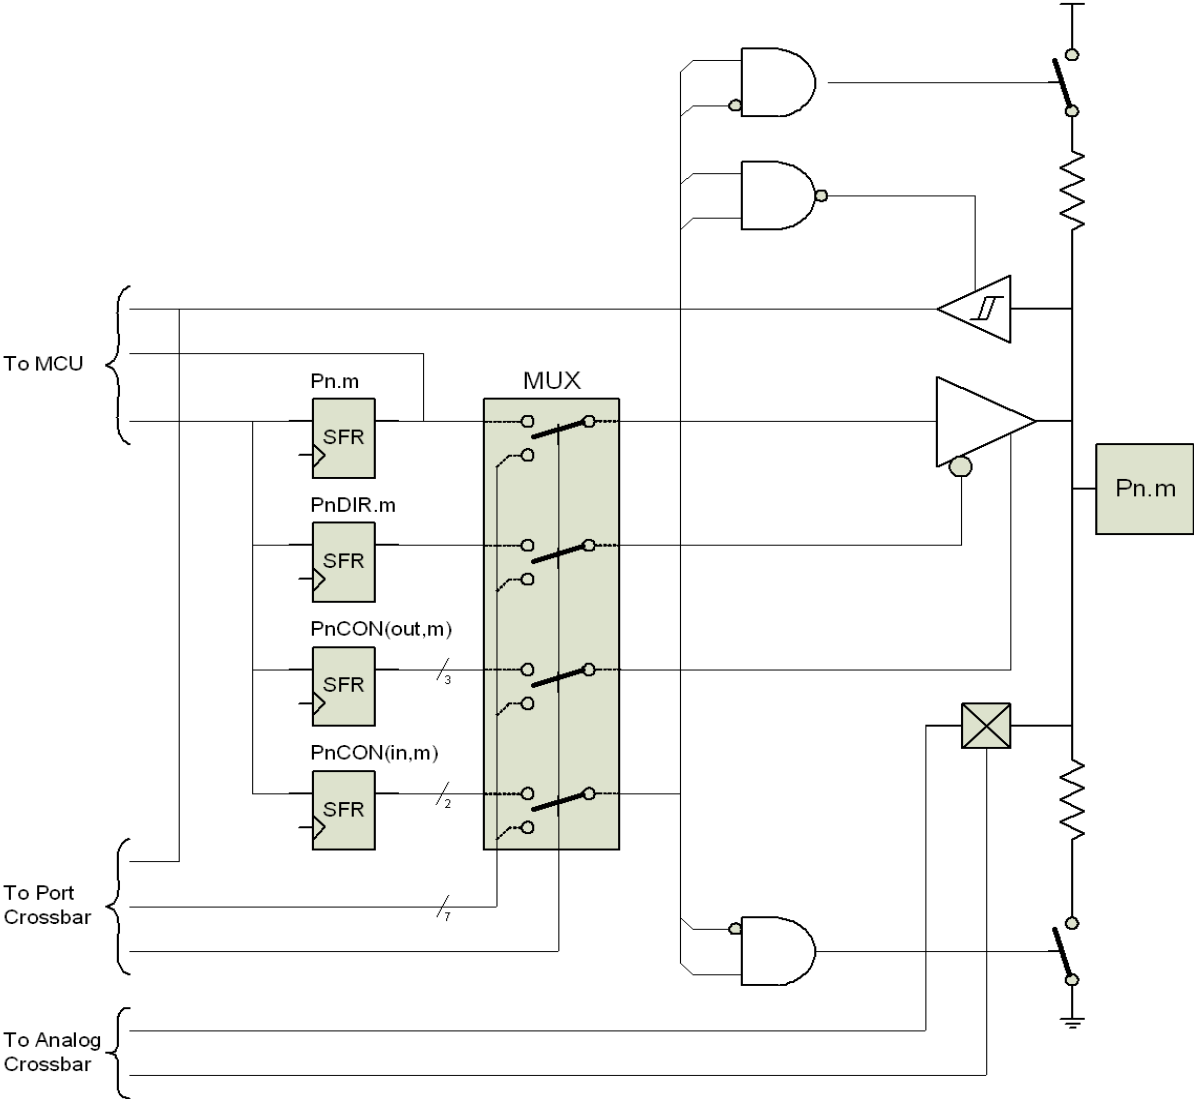 To MCU
Pn.m
MUX
SFR
PnDIR.m
SFR
Pn.m
PnCON(out,m)
SFR
3
PnCON(in,m)
SFR
2
To Port
Crossbar
7
To Analog
Crossbar